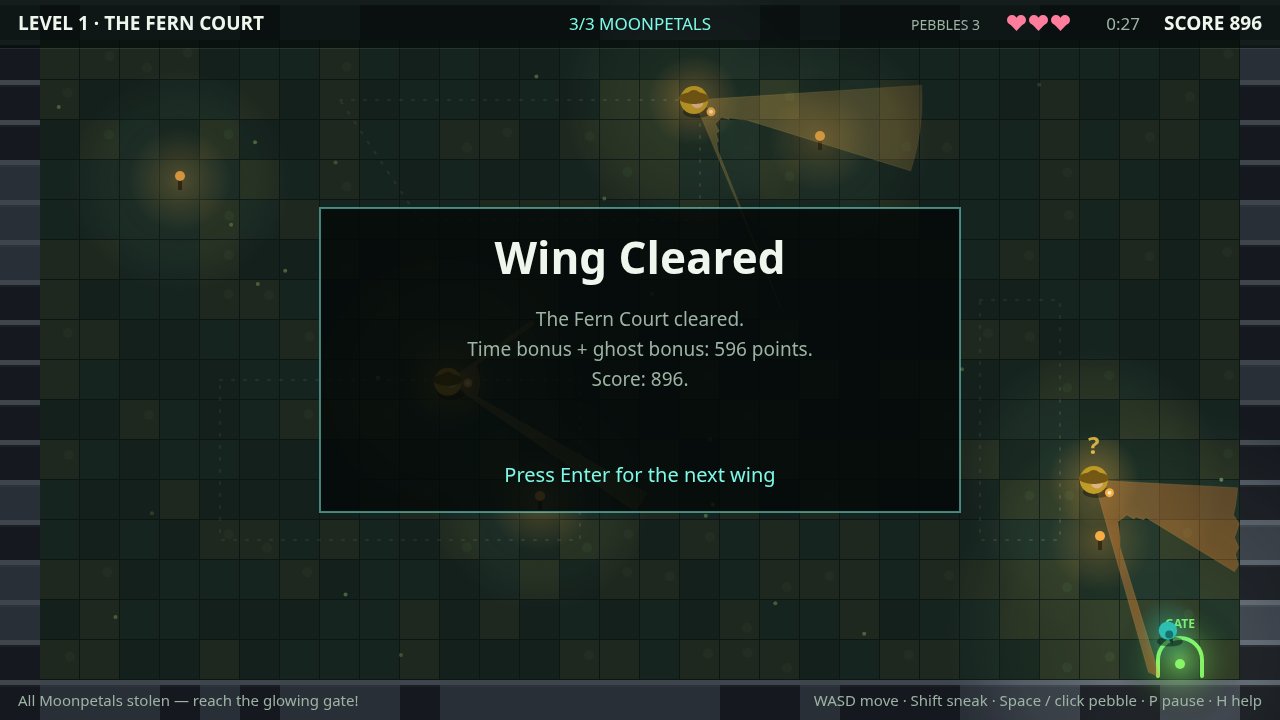 LEVEL 1 · THE FERN COURT
3/3 MOONPETALS
PEBBLES 3
0:27
SCORE 896
Wing Cleared
The Fern Court cleared.
Time bonus + ghost bonus: 596 points.
Score: 896.
Press Enter for the next wing
?
GATE
All Moonpetals stolen — reach the glowing gate!
WASD move · Shift sneak · Space / click pebble · P pause · H help